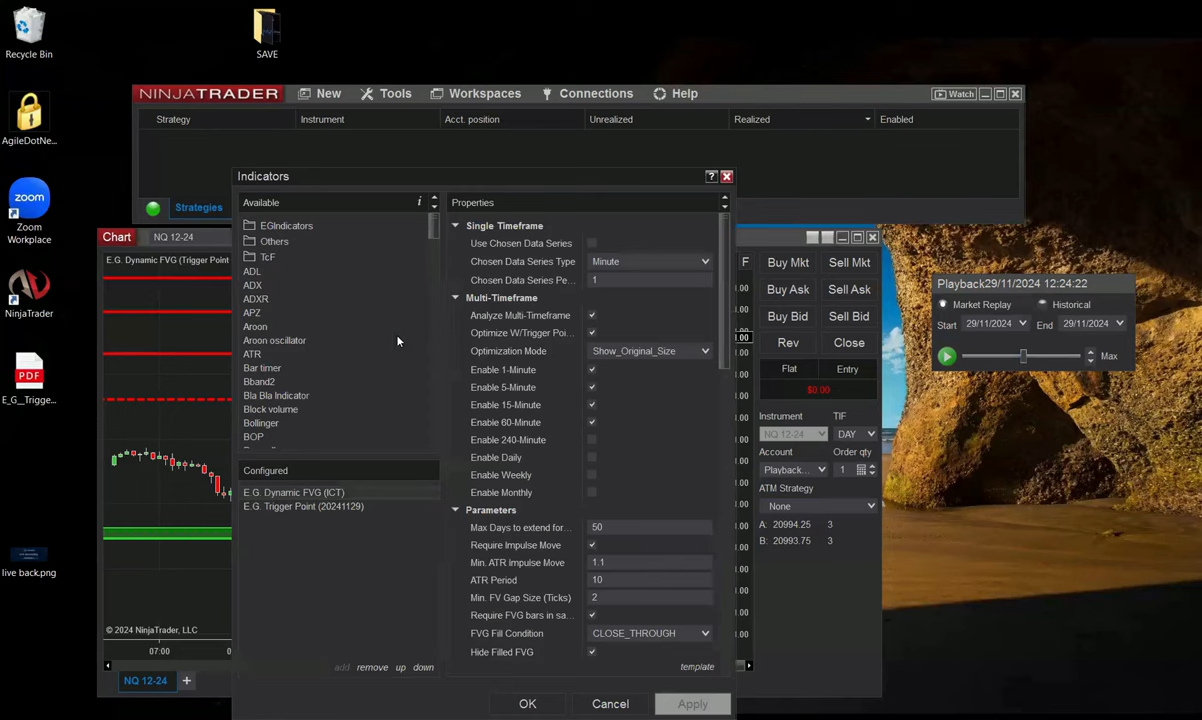 Recycle Bin
SAVE
AgileDotNe...
Zoom
Workplace
NinjaTrader
PDF
E_G__Trigge...
live back.png
NINJATRADER New Tools Workspaces Connections Help Watch
Strategy Instrument Acct. position Unrealized Realized Enabled
Strategies
Chart NQ 12-24
E.G. Dynamic FVG (Trigger Point
© 2024 NinjaTrader, LLC
07:00
NQ 12-24 +
Indicators ?
Available i
EGIndicators
Others
TcF
ADL
ADX
ADXR
APZ
Aroon
Aroon oscillator
ATR
Bar timer
Bband2
Bla Bla Indicator
Block volume
Bollinger
BOP
Configured
E.G. Dynamic FVG (ICT)
E.G. Trigger Point (20241129)
add remove up down
Properties
Single Timeframe
Use Chosen Data Series
Chosen Data Series Type Minute
Chosen Data Series Pe... 1
Multi-Timeframe
Analyze Multi-Timeframe
Optimize W/Trigger Poi...
Optimization Mode Show_Original_Size
Enable 1-Minute
Enable 5-Minute
Enable 15-Minute
Enable 60-Minute
Enable 240-Minute
Enable Daily
Enable Weekly
Enable Monthly
Parameters
Max Days to extend for... 50
Require Impulse Move
Min. ATR Impulse Move 1.1
ATR Period 10
Min. FV Gap Size (Ticks) 2
Require FVG bars in sa...
FVG Fill Condition CLOSE_THROUGH
Hide Filled FVG
template
OK Cancel Apply
F
Buy Mkt Sell Mkt
Buy Ask Sell Ask
Buy Bid Sell Bid
Rev Close
Flat Entry
$0.00
Instrument TIF
NQ 12-24 DAY
Account Order qty
Playback... 1
ATM Strategy
None
A: 20994.25 3
B: 20993.75 3
Playback29/11/2024 12:24:22
Market Replay Historical
Start 29/11/2024 End 29/11/2024
Max